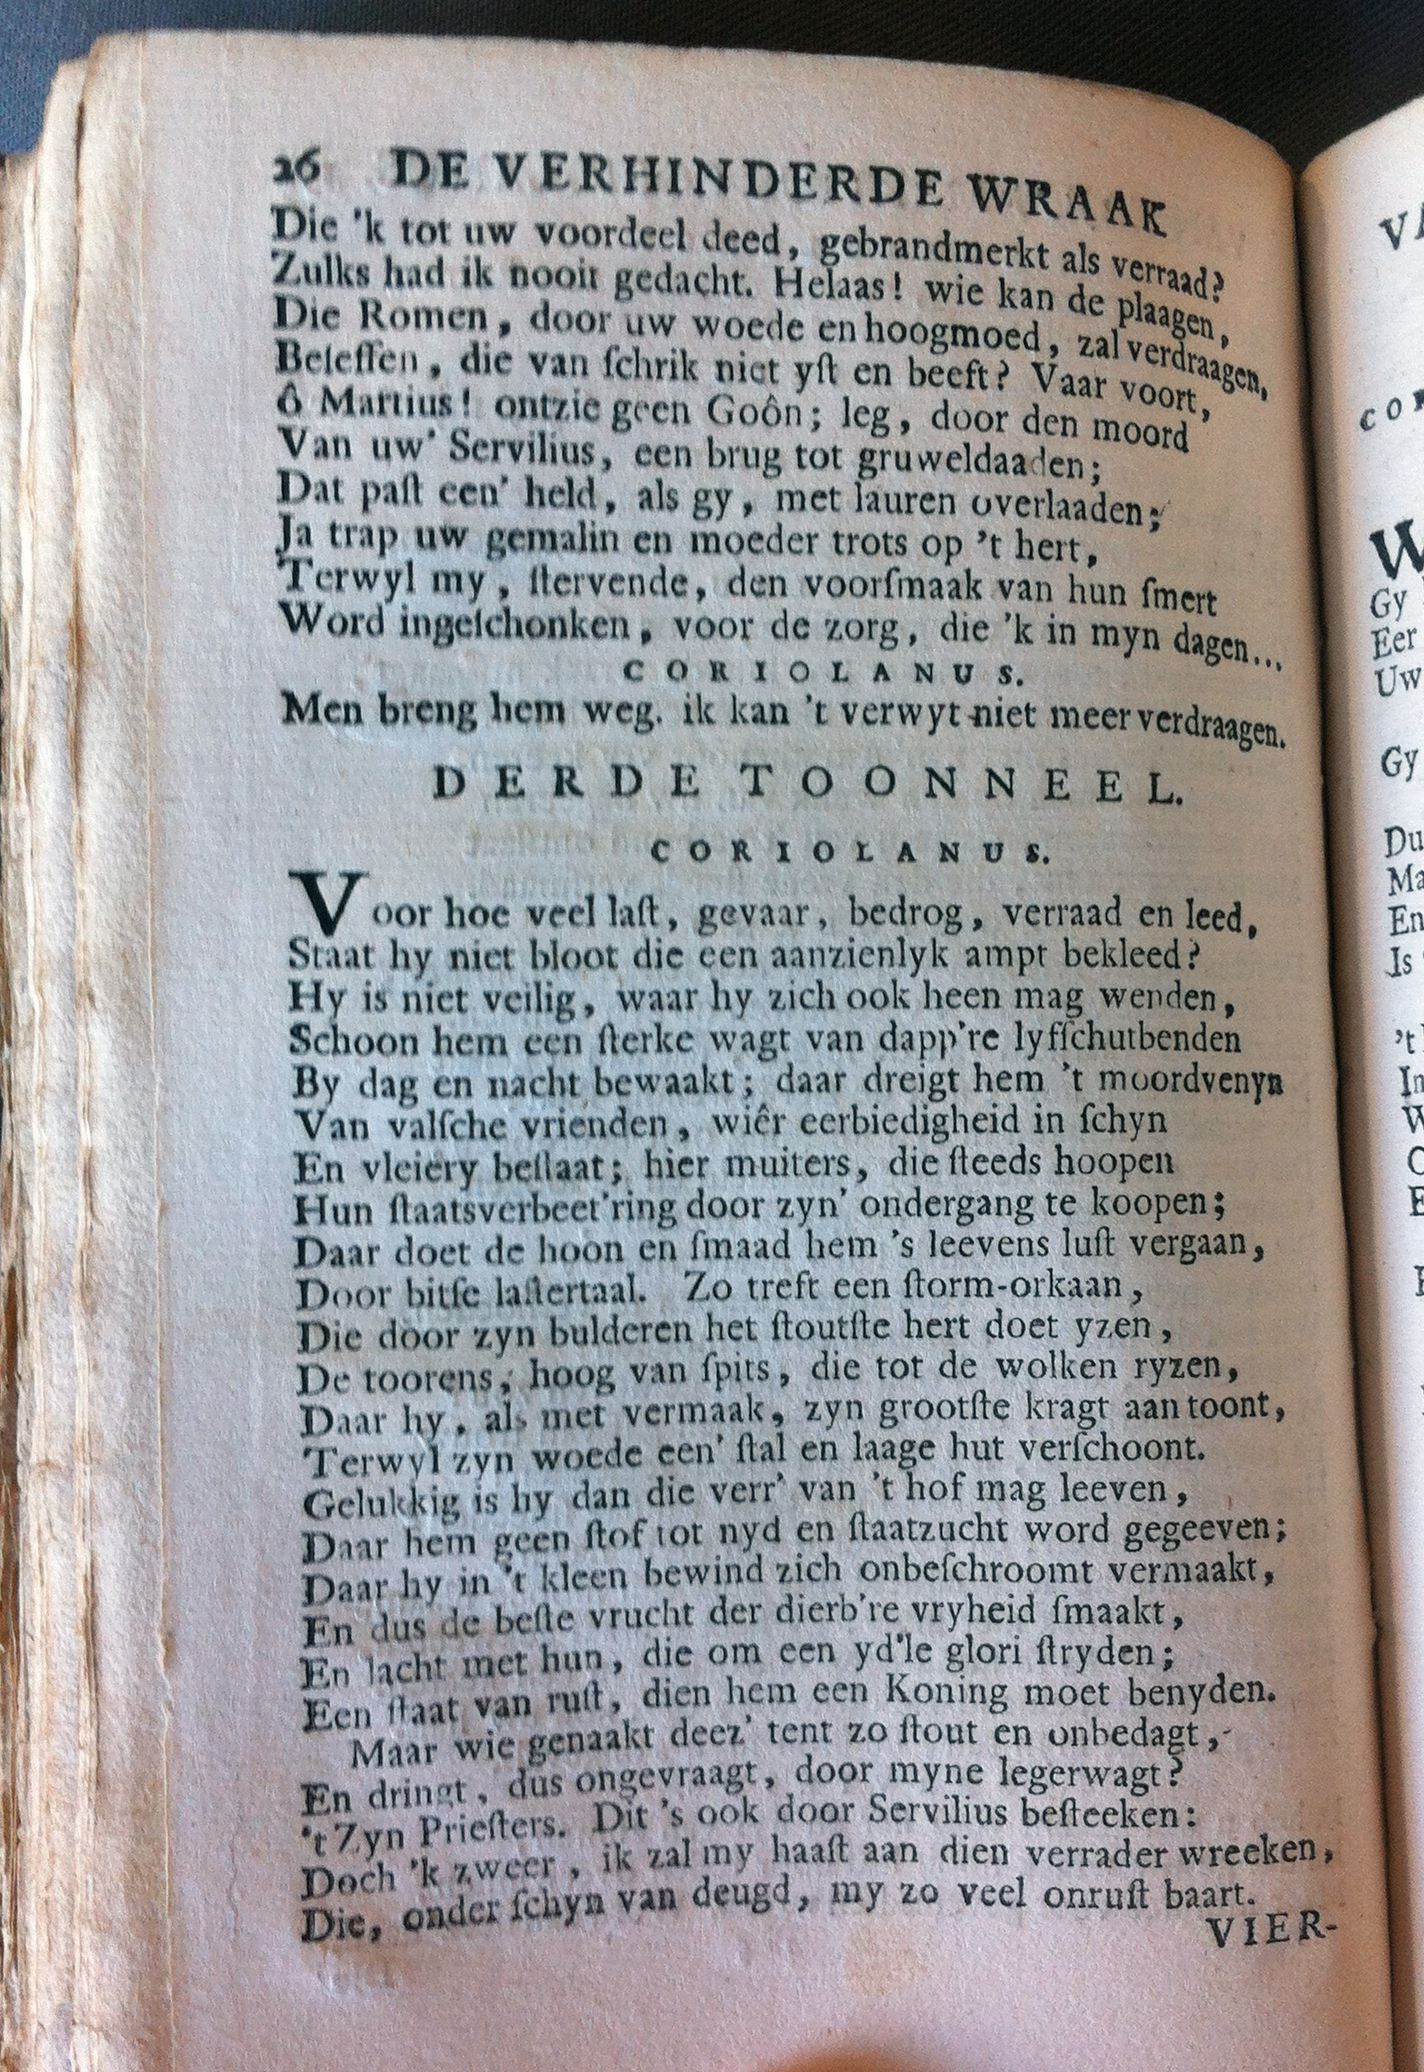 26 DE VERHINDERDE WRAAK
Die 'k tot uw voordeel deed, gebrandmerkt als verraad?
Zulks had ik nooit gedacht. Helaas! wie kan de plaagen,
Die Romen, door uw woede en hoogmoed, zal verdraagen,
Beseffen, die van ſchrik niet yſt en beeft? Vaar voort,
ô Martius! ontzie geen Goôn; leg, door den moord
Van uw' Servilius, een brug tot gruweldaaden;
Dat paſt een' held, als gy, met lauren overlaaden;
Ja trap uw gemalin en moeder trots op 't hert,
Terwyl my, ſtervende, den voorſmaak van hun ſmert
Word ingeſchonken, voor de zorg, die 'k in myn dagen...
CORIOLANUS.
Men breng hem weg. ik kan 't verwyt niet meer verdraagen.
DERDE TOONNEEL.
CORIOLANUS.
Voor hoe veel laſt, gevaar, bedrog, verraad en leed,
Staat hy niet bloot die een aanzienlyk ampt bekleed?
Hy is niet veilig, waar hy zich ook heen mag wenden,
Schoon hem een ſterke wagt van dapp're lyfſchutbenden
By dag en nacht bewaakt; daar dreigt hem 't moordvenyn
Van valſche vrienden, wiêr eerbiedigheid in ſchyn
En vleiery beſtaat; hier muiters, die ſteeds hoopen
Hun ſtaatsverbeet'ring door zyn' ondergang te koopen;
Daar doet de hoon en ſmaad hem 's leevens luſt vergaan,
Door bitſe laſtertaal. Zo treft een ſtorm-orkaan,
Die door zyn bulderen het ſtoutſte hert doet yzen,
De toorens, hoog van ſpits, die tot de wolken ryzen,
Daar hy, als met vermaak, zyn grootſte kragt aan toont,
Terwyl zyn woede een' ſtal en laage hut verſchoont.
Gelukkig is hy dan die verr' van 't hof mag leeven,
Daar hem geen ſtof tot nyd en ſtaatzucht word gegeeven;
Daar hy in 't kleen bewind zich onbeſchroomt vermaakt,
En dus de beſte vrucht der dierb're vryheid ſmaakt,
En lacht met hun, die om een yd'le glori ſtryden;
Een ſtaat van ruſt, dien hem een Koning moet benyden.
Maar wie genaakt deez' tent zo ſtout en onbedagt,
En dringt, dus ongevraagt, door myne legerwagt?
't Zyn Prieſters. Dit 's ook door Servilius beſteeken:
Doch 'k zweer, ik zal my haaſt aan dien verrader wreeken,
Die, onder ſchyn van deugd, my zo veel onruſt baart.
VIER-
Gy
Eer
Uw
Gy
Is
't